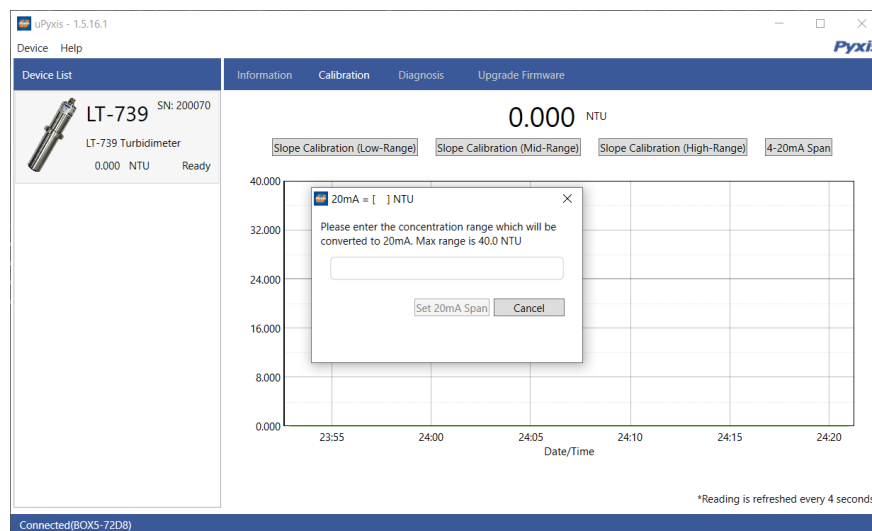 uPyxis - 1.5.16.1
Device Help
Pyxis
Device List
Information Calibration Diagnosis Upgrade Firmware
LT-739 SN: 200070
LT-739 Turbidimeter
0.000 NTU Ready
0.000 NTU
Slope Calibration (Low-Range) Slope Calibration (Mid-Range) Slope Calibration (High-Range) 4-20mA Span
40.000
32.000
24.000
16.000
8.000
0.000
20mA = [ ] NTU
Please enter the concentration range which will be
converted to 20mA. Max range is 40.0 NTU
Set 20mA Span Cancel
23:55 24:00 24:05 24:10 24:15 24:20
Date/Time
*Reading is refreshed every 4 seconds
Connected(BOX5-72D8)